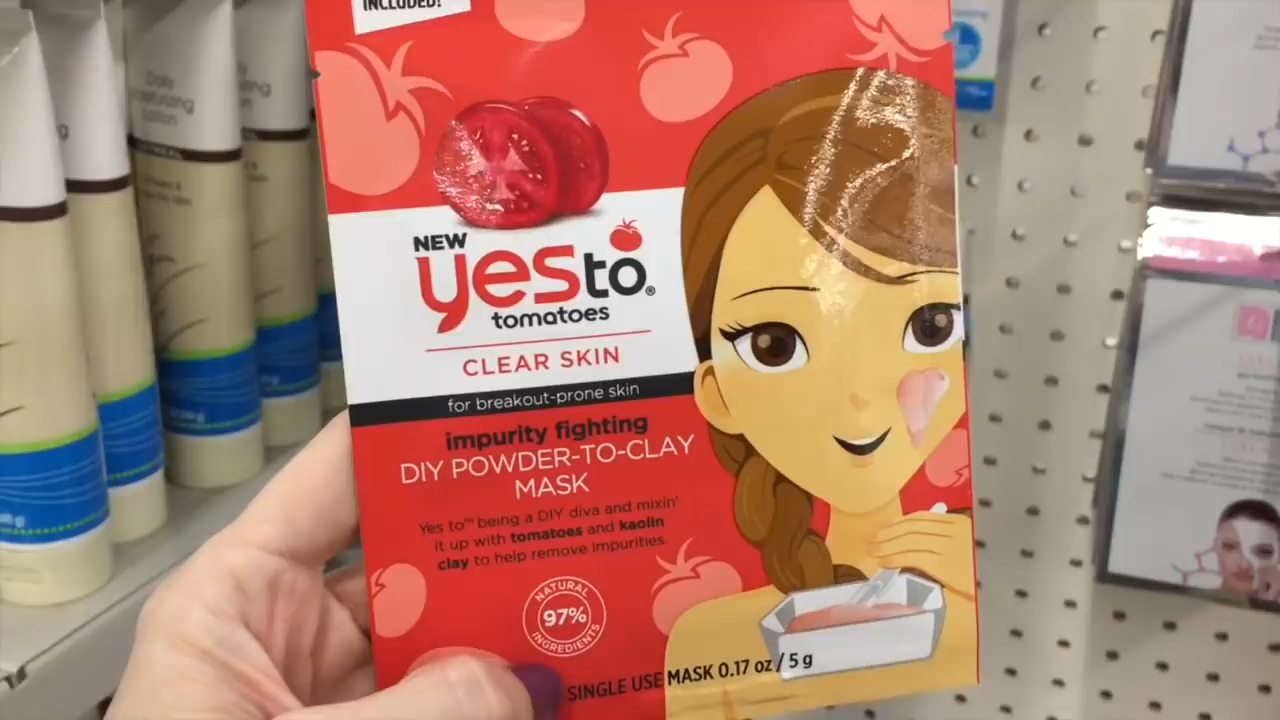 INCLUDED!
NEW
yes to®
tomatoes
CLEAR SKIN
for breakout-prone skin
impurity fighting
DIY POWDER-TO-CLAY
MASK
Yes to™ being a DIY diva and mixin'
it up with tomatoes and kaolin
clay to help remove impurities.
NATURAL
97%
INGREDIENTS
SINGLE USE MASK 0.17 oz / 5 g
Daily